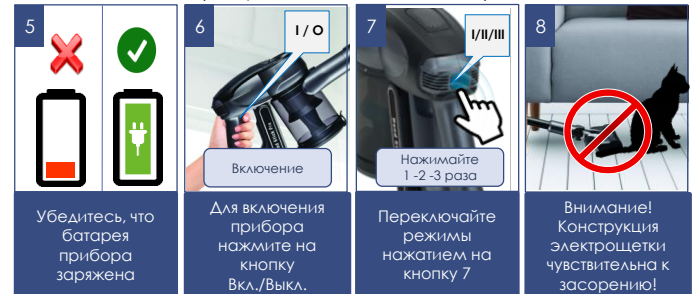 5
6
7
8
I / O
I/II/III
Включение
Нажимайте
1 -2 -3 раза
Убедитесь, что
батарея
прибора
заряжена
Для включения
прибора
нажмите на
кнопку
Вкл./Выкл.
Переключайте
режимы
нажатием на
кнопку 7
Внимание!
Конструкция
электрощетки
чувствительна к
засорению!